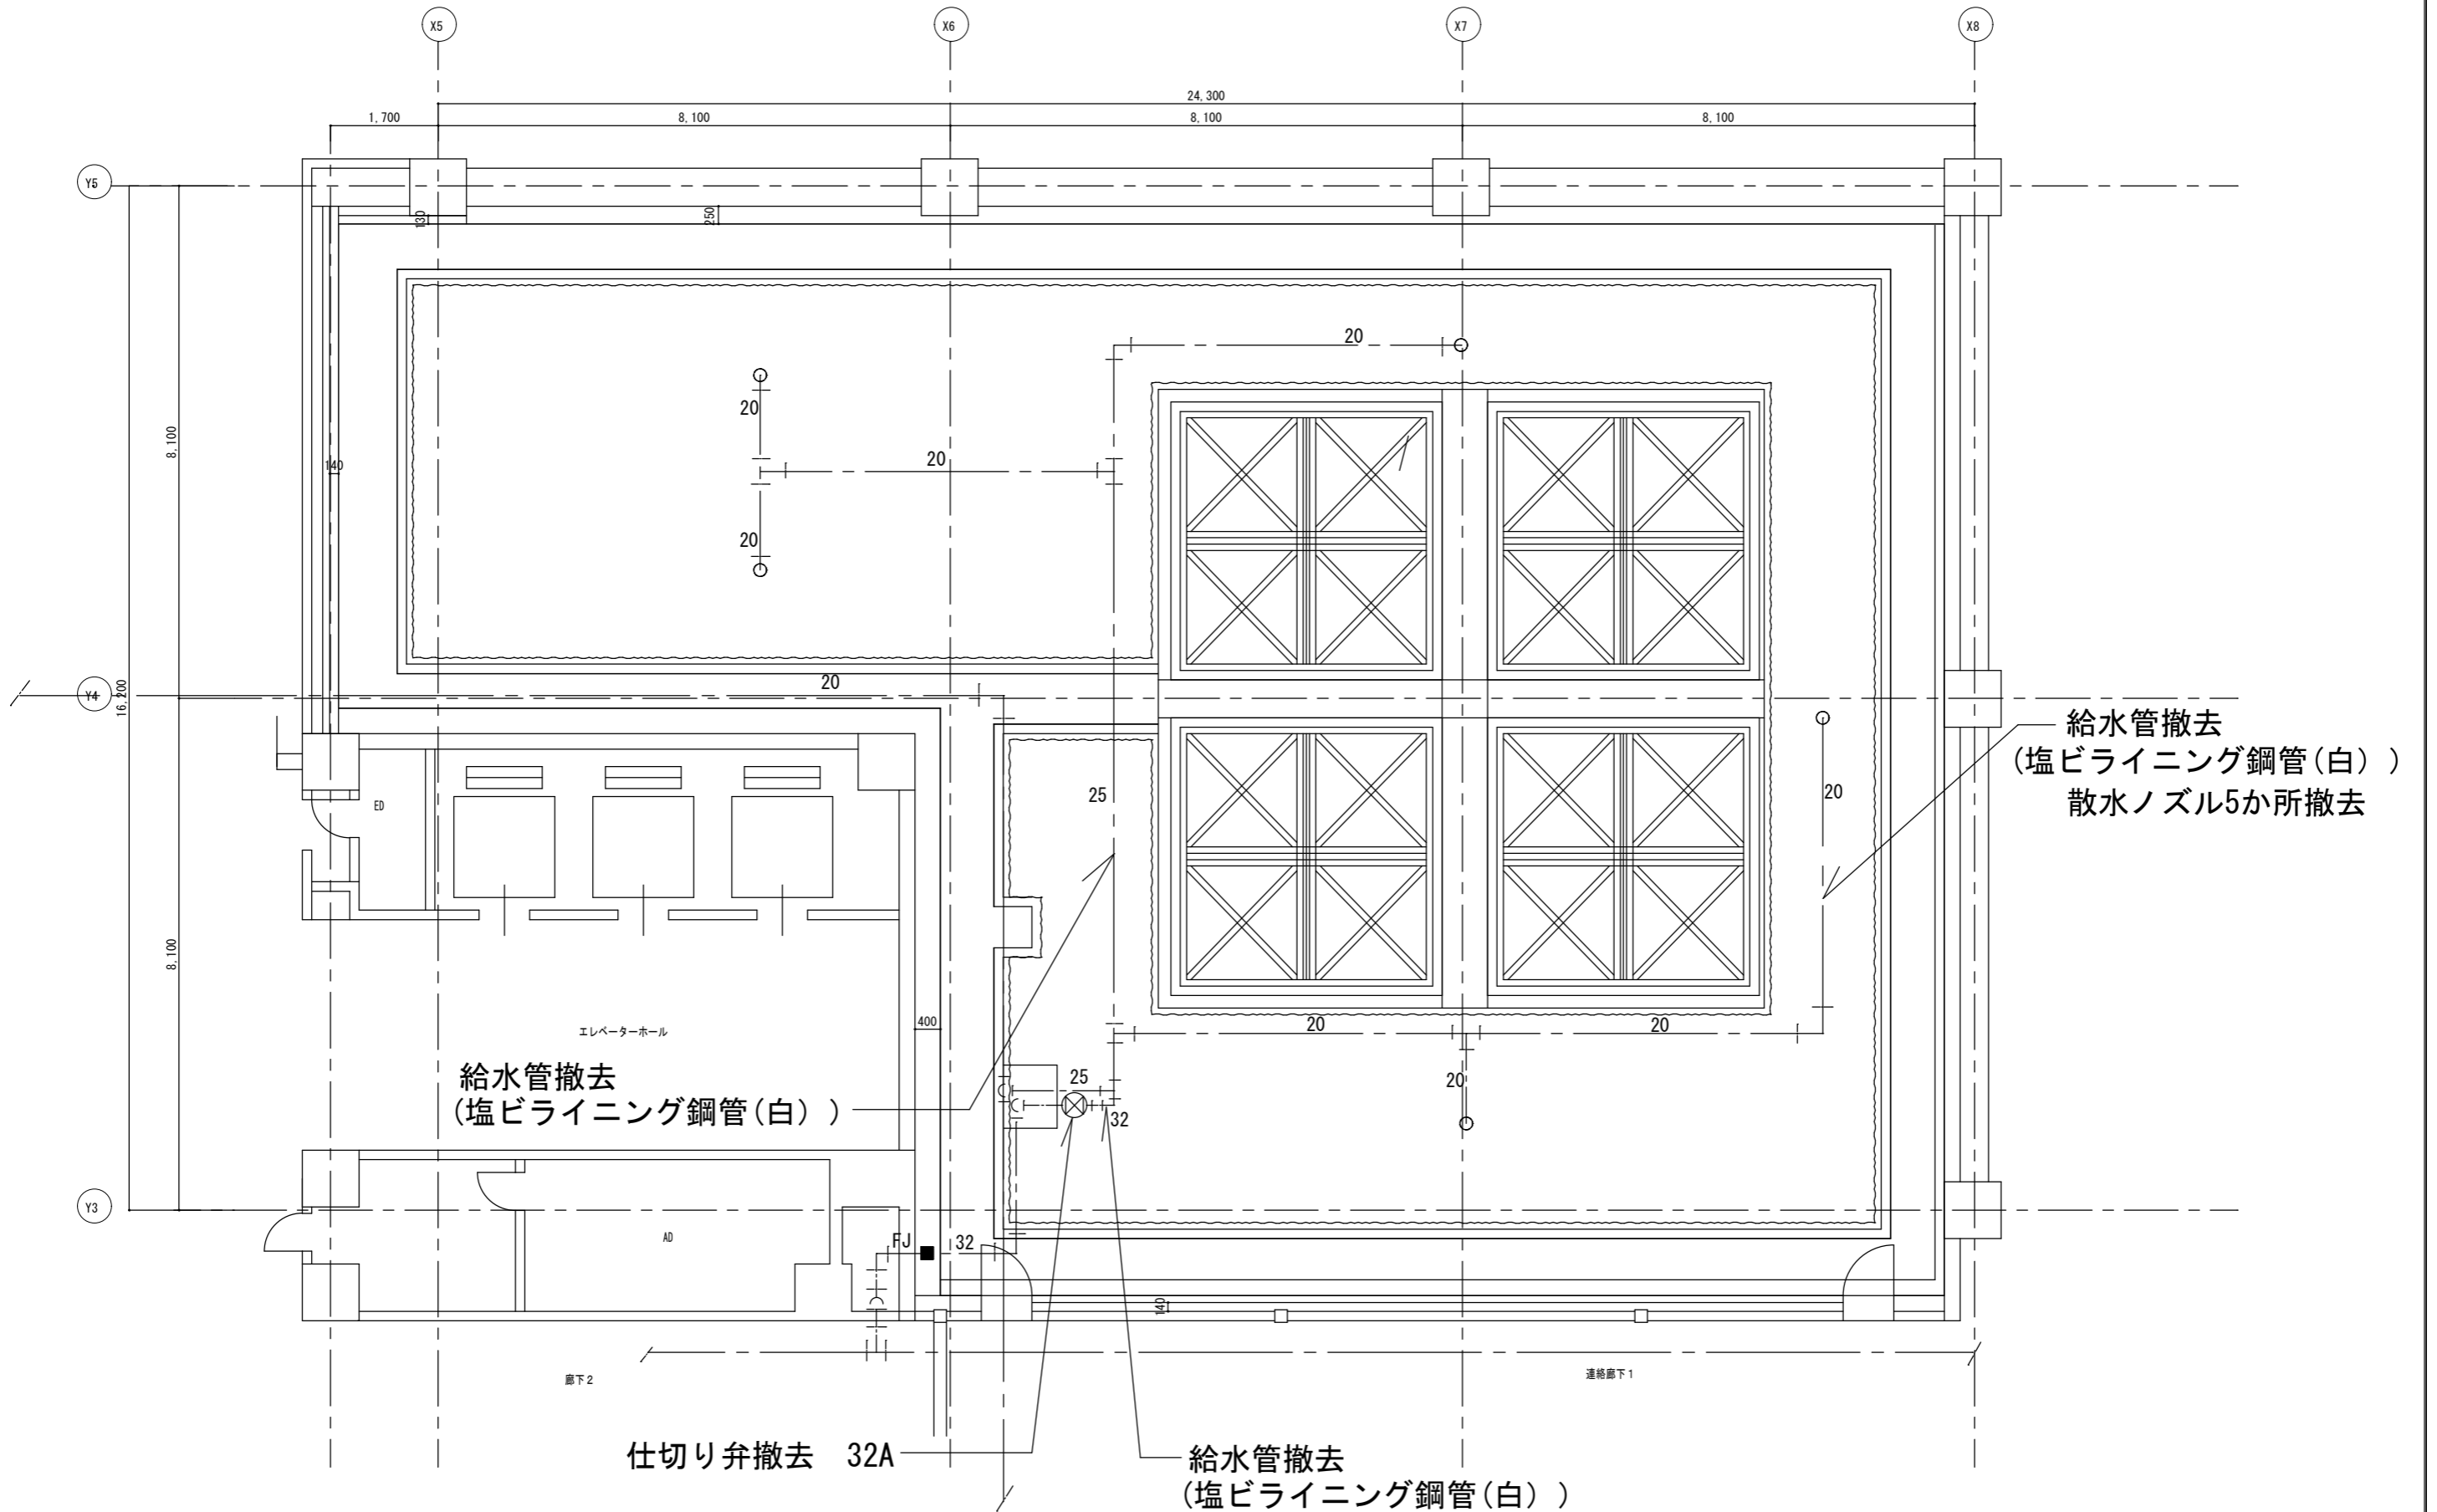 X5
X6
X7
X8
24,300
1,700
8,100
8,100
8,100
Y5
130
250
20
20
8,100
20
140
20
Y4
16,200
20
給水管撤去
(塩ビライニング鋼管(白))
散水ノズル5か所撤去
25
20
ED
8,100
エレベーターホール
400
20
20
給水管撤去
(塩ビライニング鋼管(白))
25
32
20
Y3
AD
FJ
32
140
廊下2
連絡廊下1
仕切り弁撤去 32A
給水管撤去
(塩ビライニング鋼管(白))